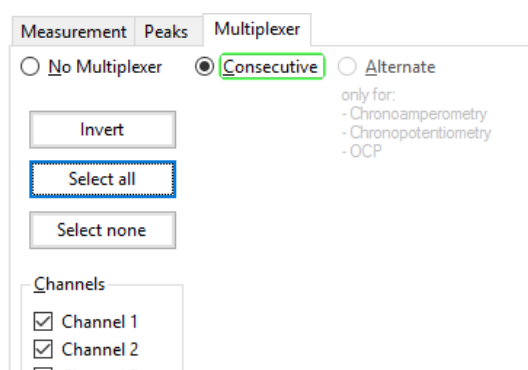 Measurement Peaks Multiplexer
No Multiplexer Consecutive Alternate
only for:
- Chronoamperometry
- Chronopotentiometry
- OCP
Invert
Select all
Select none
Channels
Channel 1
Channel 2